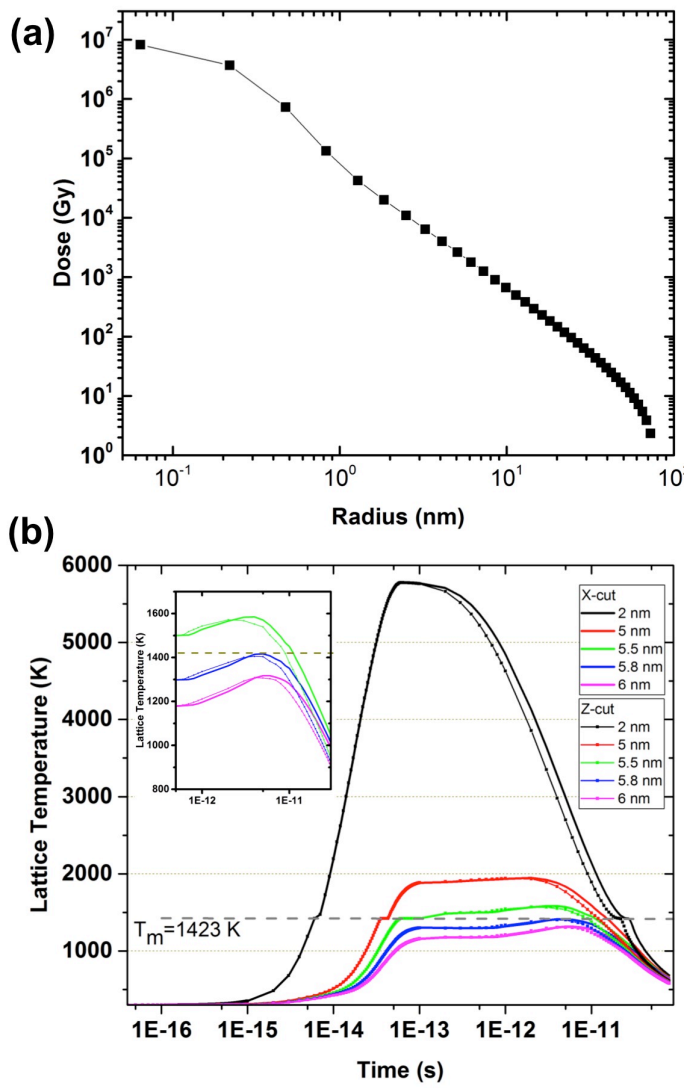 (a)
10⁷
10⁶
10⁵
10⁴
10³
10²
10¹
10⁰
Dose (Gy)
10⁻¹ 10⁰ 10¹ 10²
Radius (nm)
(b)
6000
5000
4000
3000
2000
1000
Lattice Temperature (K)
1600
1400
1200
1000
800
Lattice Temperature (K)
1E-12 1E-11
X-cut
2 nm
5 nm
5.5 nm
5.8 nm
6 nm
Z-cut
2 nm
5 nm
5.5 nm
5.8 nm
6 nm
Tₘ=1423 K
1E-16 1E-15 1E-14 1E-13 1E-12 1E-11
Time (s)